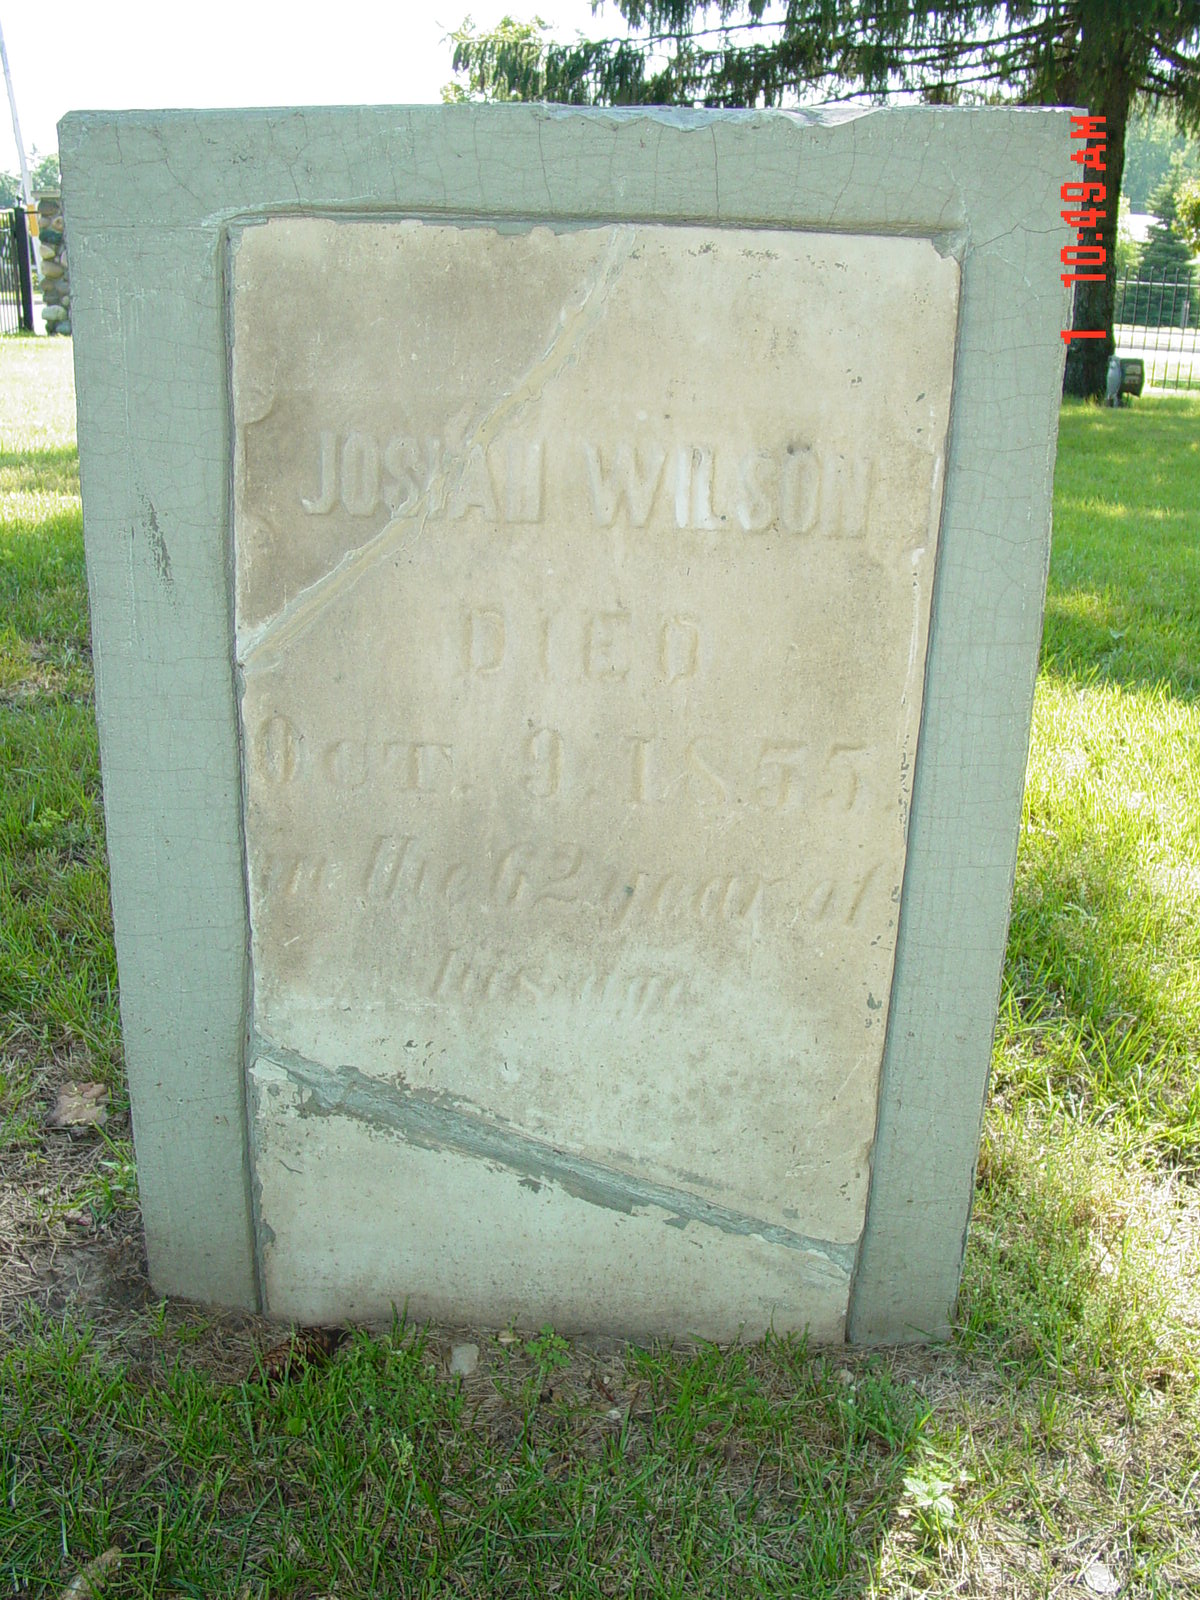 JOSIAH WILSON
DIED
OCT. 9. 1855.
in the 62 year of
his age
1 10:49 AM